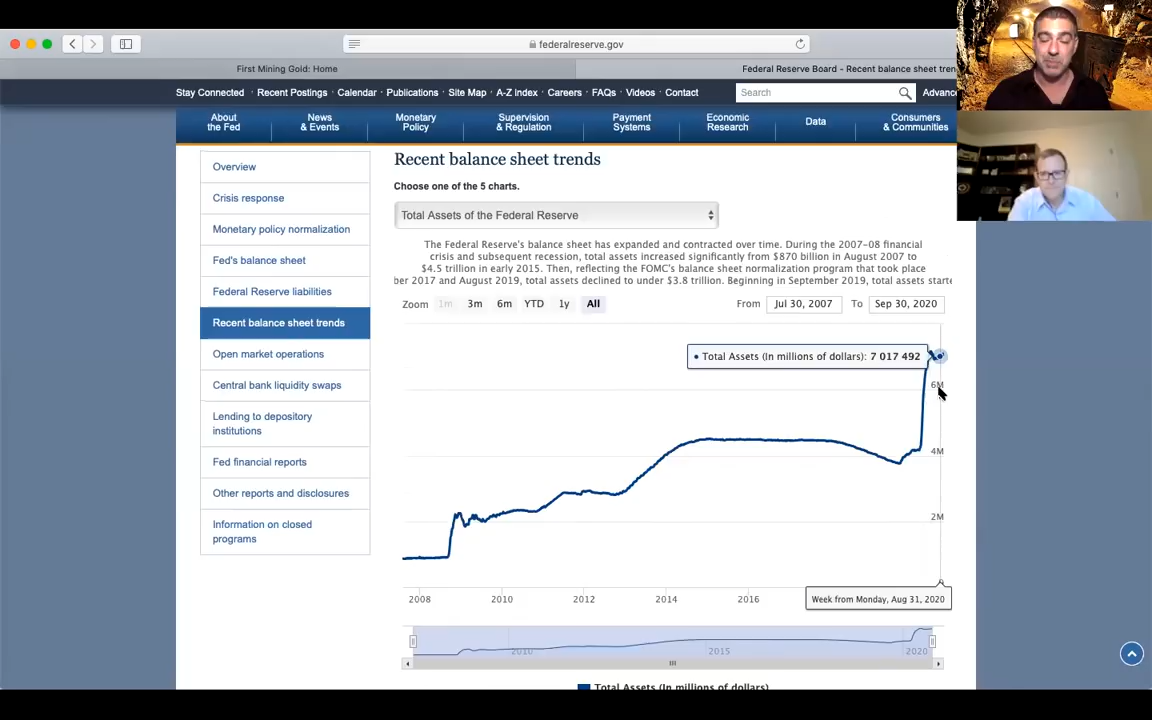 federalreserve.gov
First Mining Gold: Home
Federal Reserve Board - Recent balance sheet tren
Stay Connected · Recent Postings · Calendar · Publications · Site Map · A-Z index · Careers · FAQs · Videos · Contact
Search
Advanc
About the Fed
News & Events
Monetary Policy
Supervision & Regulation
Payment Systems
Economic Research
Data
Consumers & Communities
Overview
Crisis response
Monetary policy normalization
Fed's balance sheet
Federal Reserve liabilities
Recent balance sheet trends
Open market operations
Central bank liquidity swaps
Lending to depository
institutions
Fed financial reports
Other reports and disclosures
Information on closed
programs
Recent balance sheet trends
Choose one of the 5 charts.
Total Assets of the Federal Reserve
The Federal Reserve's balance sheet has expanded and contracted over time. During the 2007-08 financial
crisis and subsequent recession, total assets increased significantly from $870 billion in August 2007 to
$4.5 trillion in early 2015. Then, reflecting the FOMC's balance sheet normalization program that took place
ber 2017 and August 2019, total assets declined to under $3.8 trillion. Beginning in September 2019, total assets starte
Zoom 1m 3m 6m YTD 1y All
From Jul 30, 2007 To Sep 30, 2020
Total Assets (In millions of dollars): 7 017 492
6M
4M
2M
0
2008 2010 2012 2014 2016
Week from Monday, Aug 31, 2020
2010 2015 2020
Total Assets (In millions of dollars)